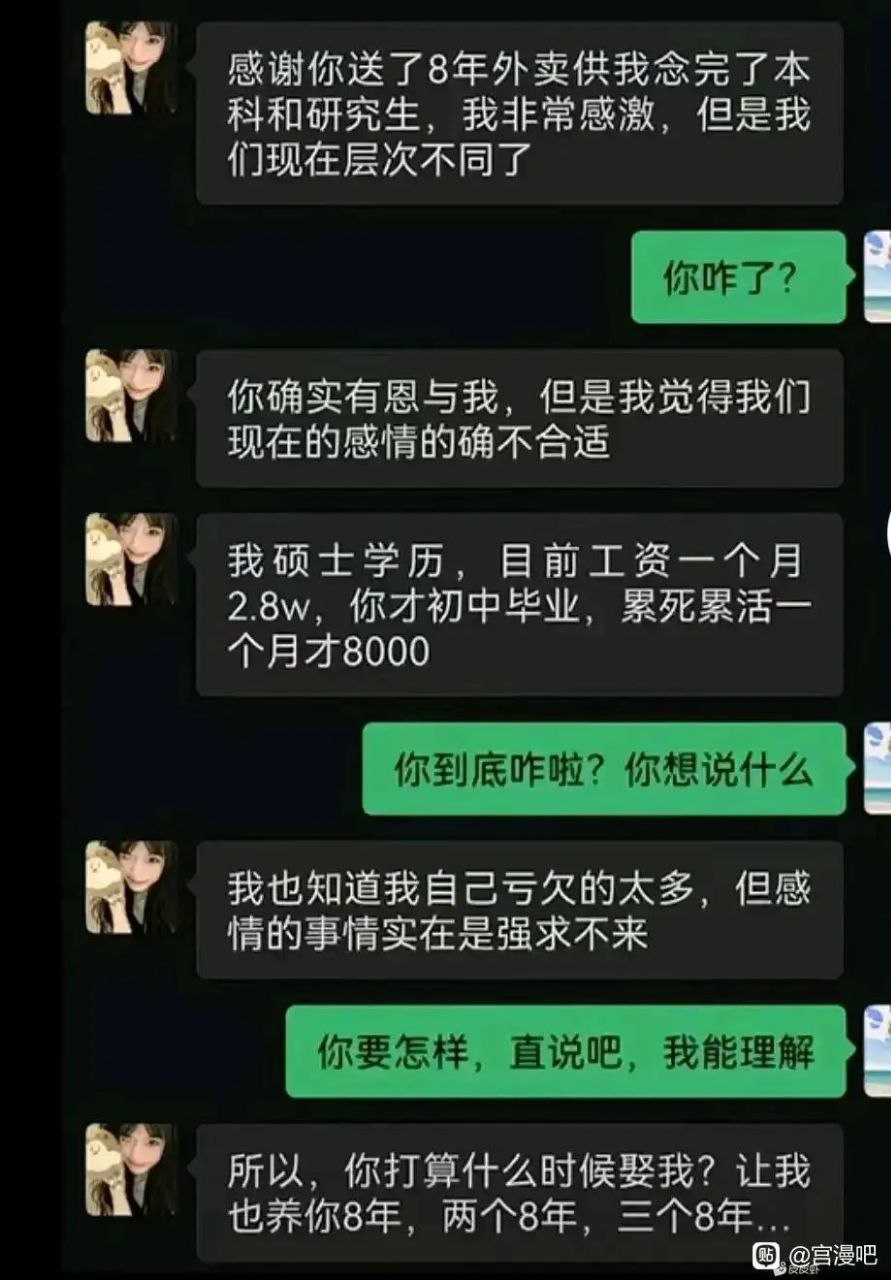 感谢你送了8年外卖供我念完了本
科和研究生，我非常感激，但是我
们现在层次不同了
你咋了？
你确实有恩与我，但是我觉得我们
现在的感情的确不合适
我硕士学历，目前工资一个月
2.8w，你才初中毕业，累死累活一
个月才8000
你到底咋啦？你想说什么
我也知道我自己亏欠的太多，但感
情的事情实在是强求不来
你要怎样，直说吧，我能理解
所以，你打算什么时候娶我？让我
也养你8年，两个8年，三个8年...
贴 @宫漫吧